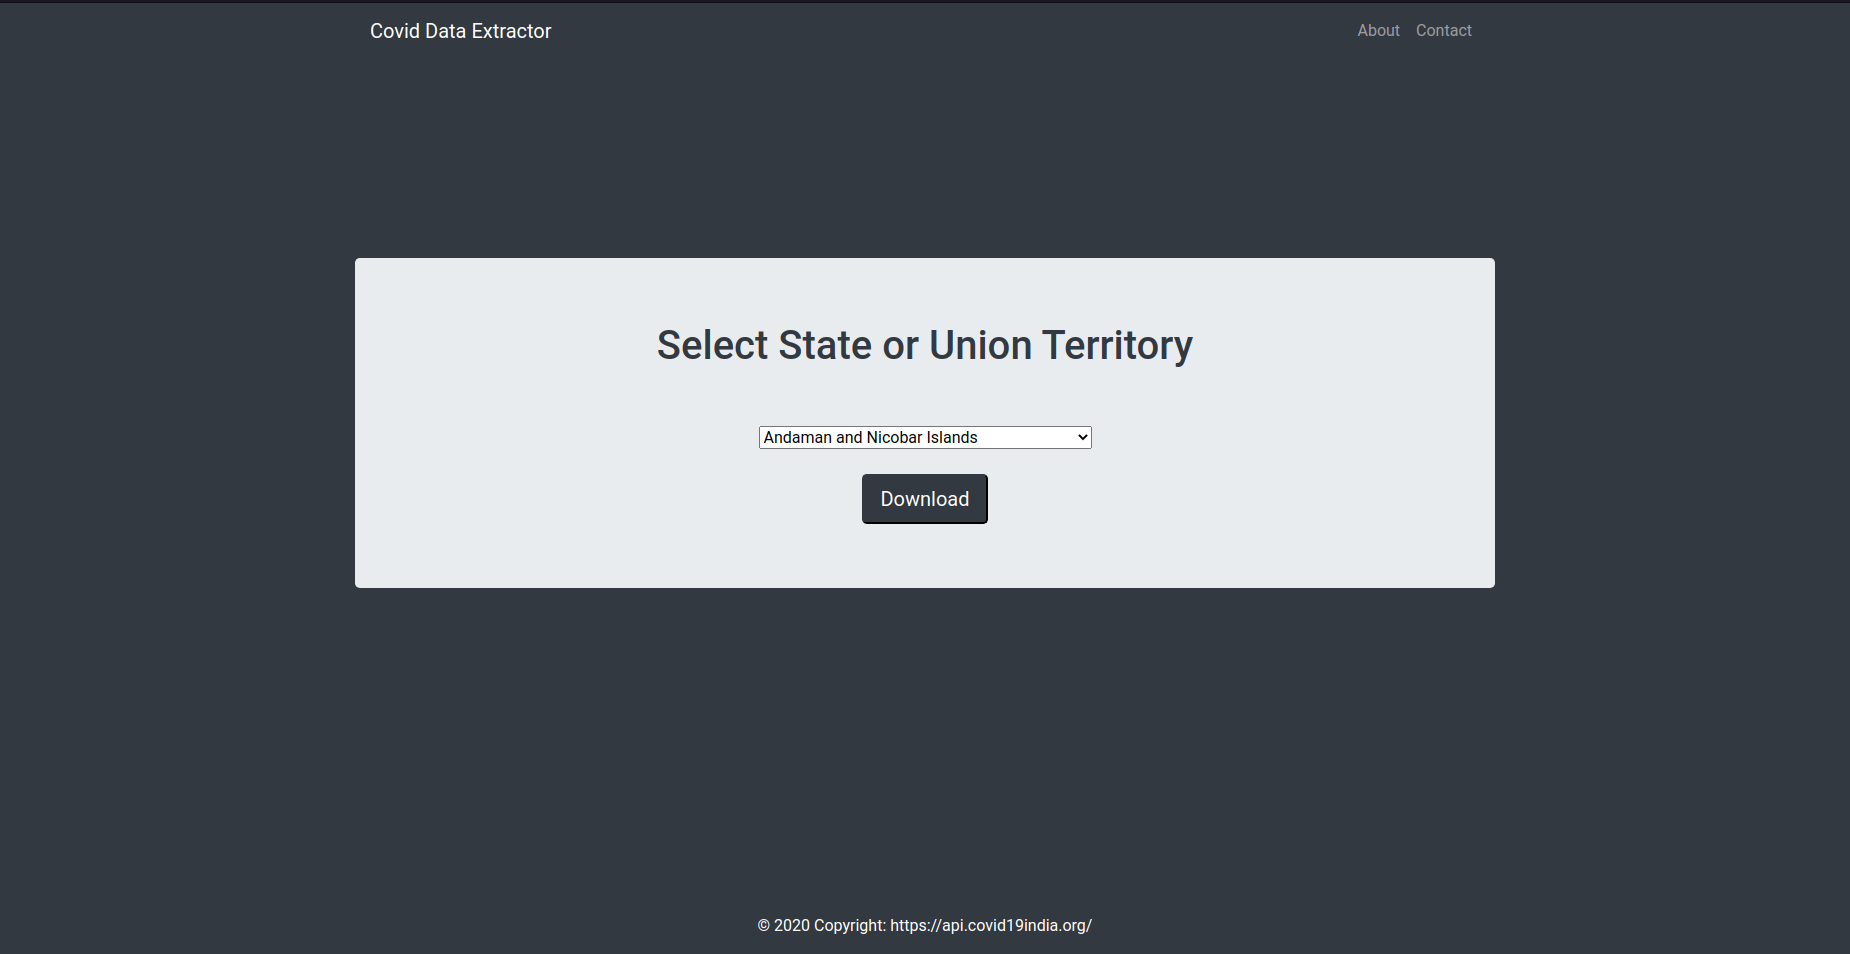 Covid Data Extractor
About Contact
Select State or Union Territory
Andaman and Nicobar Islands
Download
© 2020 Copyright: https://api.covid19india.org/